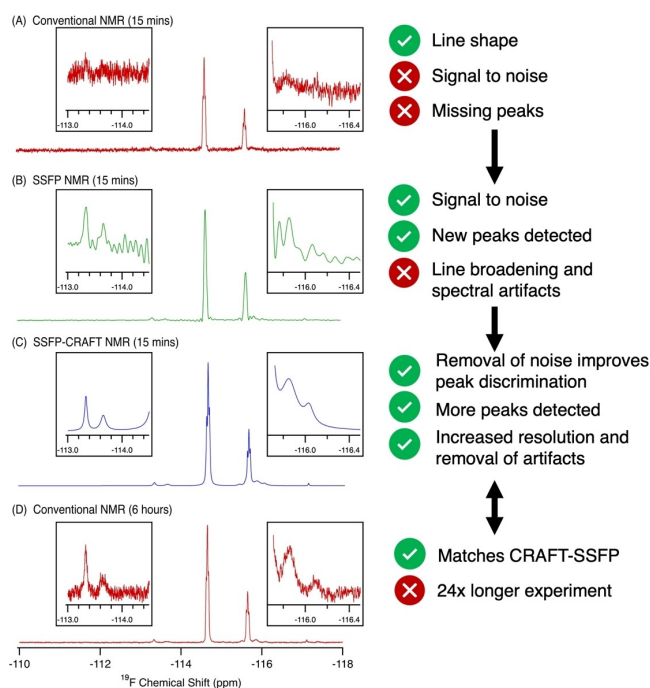 (A) Conventional NMR (15 mins)
-113.0 -114.0
-116.0 -116.4
Line shape
Signal to noise
Missing peaks
(B) SSFP NMR (15 mins)
-113.0 -114.0
-116.0 -116.4
Signal to noise
New peaks detected
Line broadening and
spectral artifacts
(C) SSFP-CRAFT NMR (15 mins)
-113.0 -114.0
-116.0 -116.4
Removal of noise improves
peak discrimination
More peaks detected
Increased resolution and
removal of artifacts
(D) Conventional NMR (6 hours)
-113.0 -114.0
-116.0 -116.4
Matches CRAFT-SSFP
24x longer experiment
-110 -112 -114 -116 -118
¹⁹F Chemical Shift (ppm)